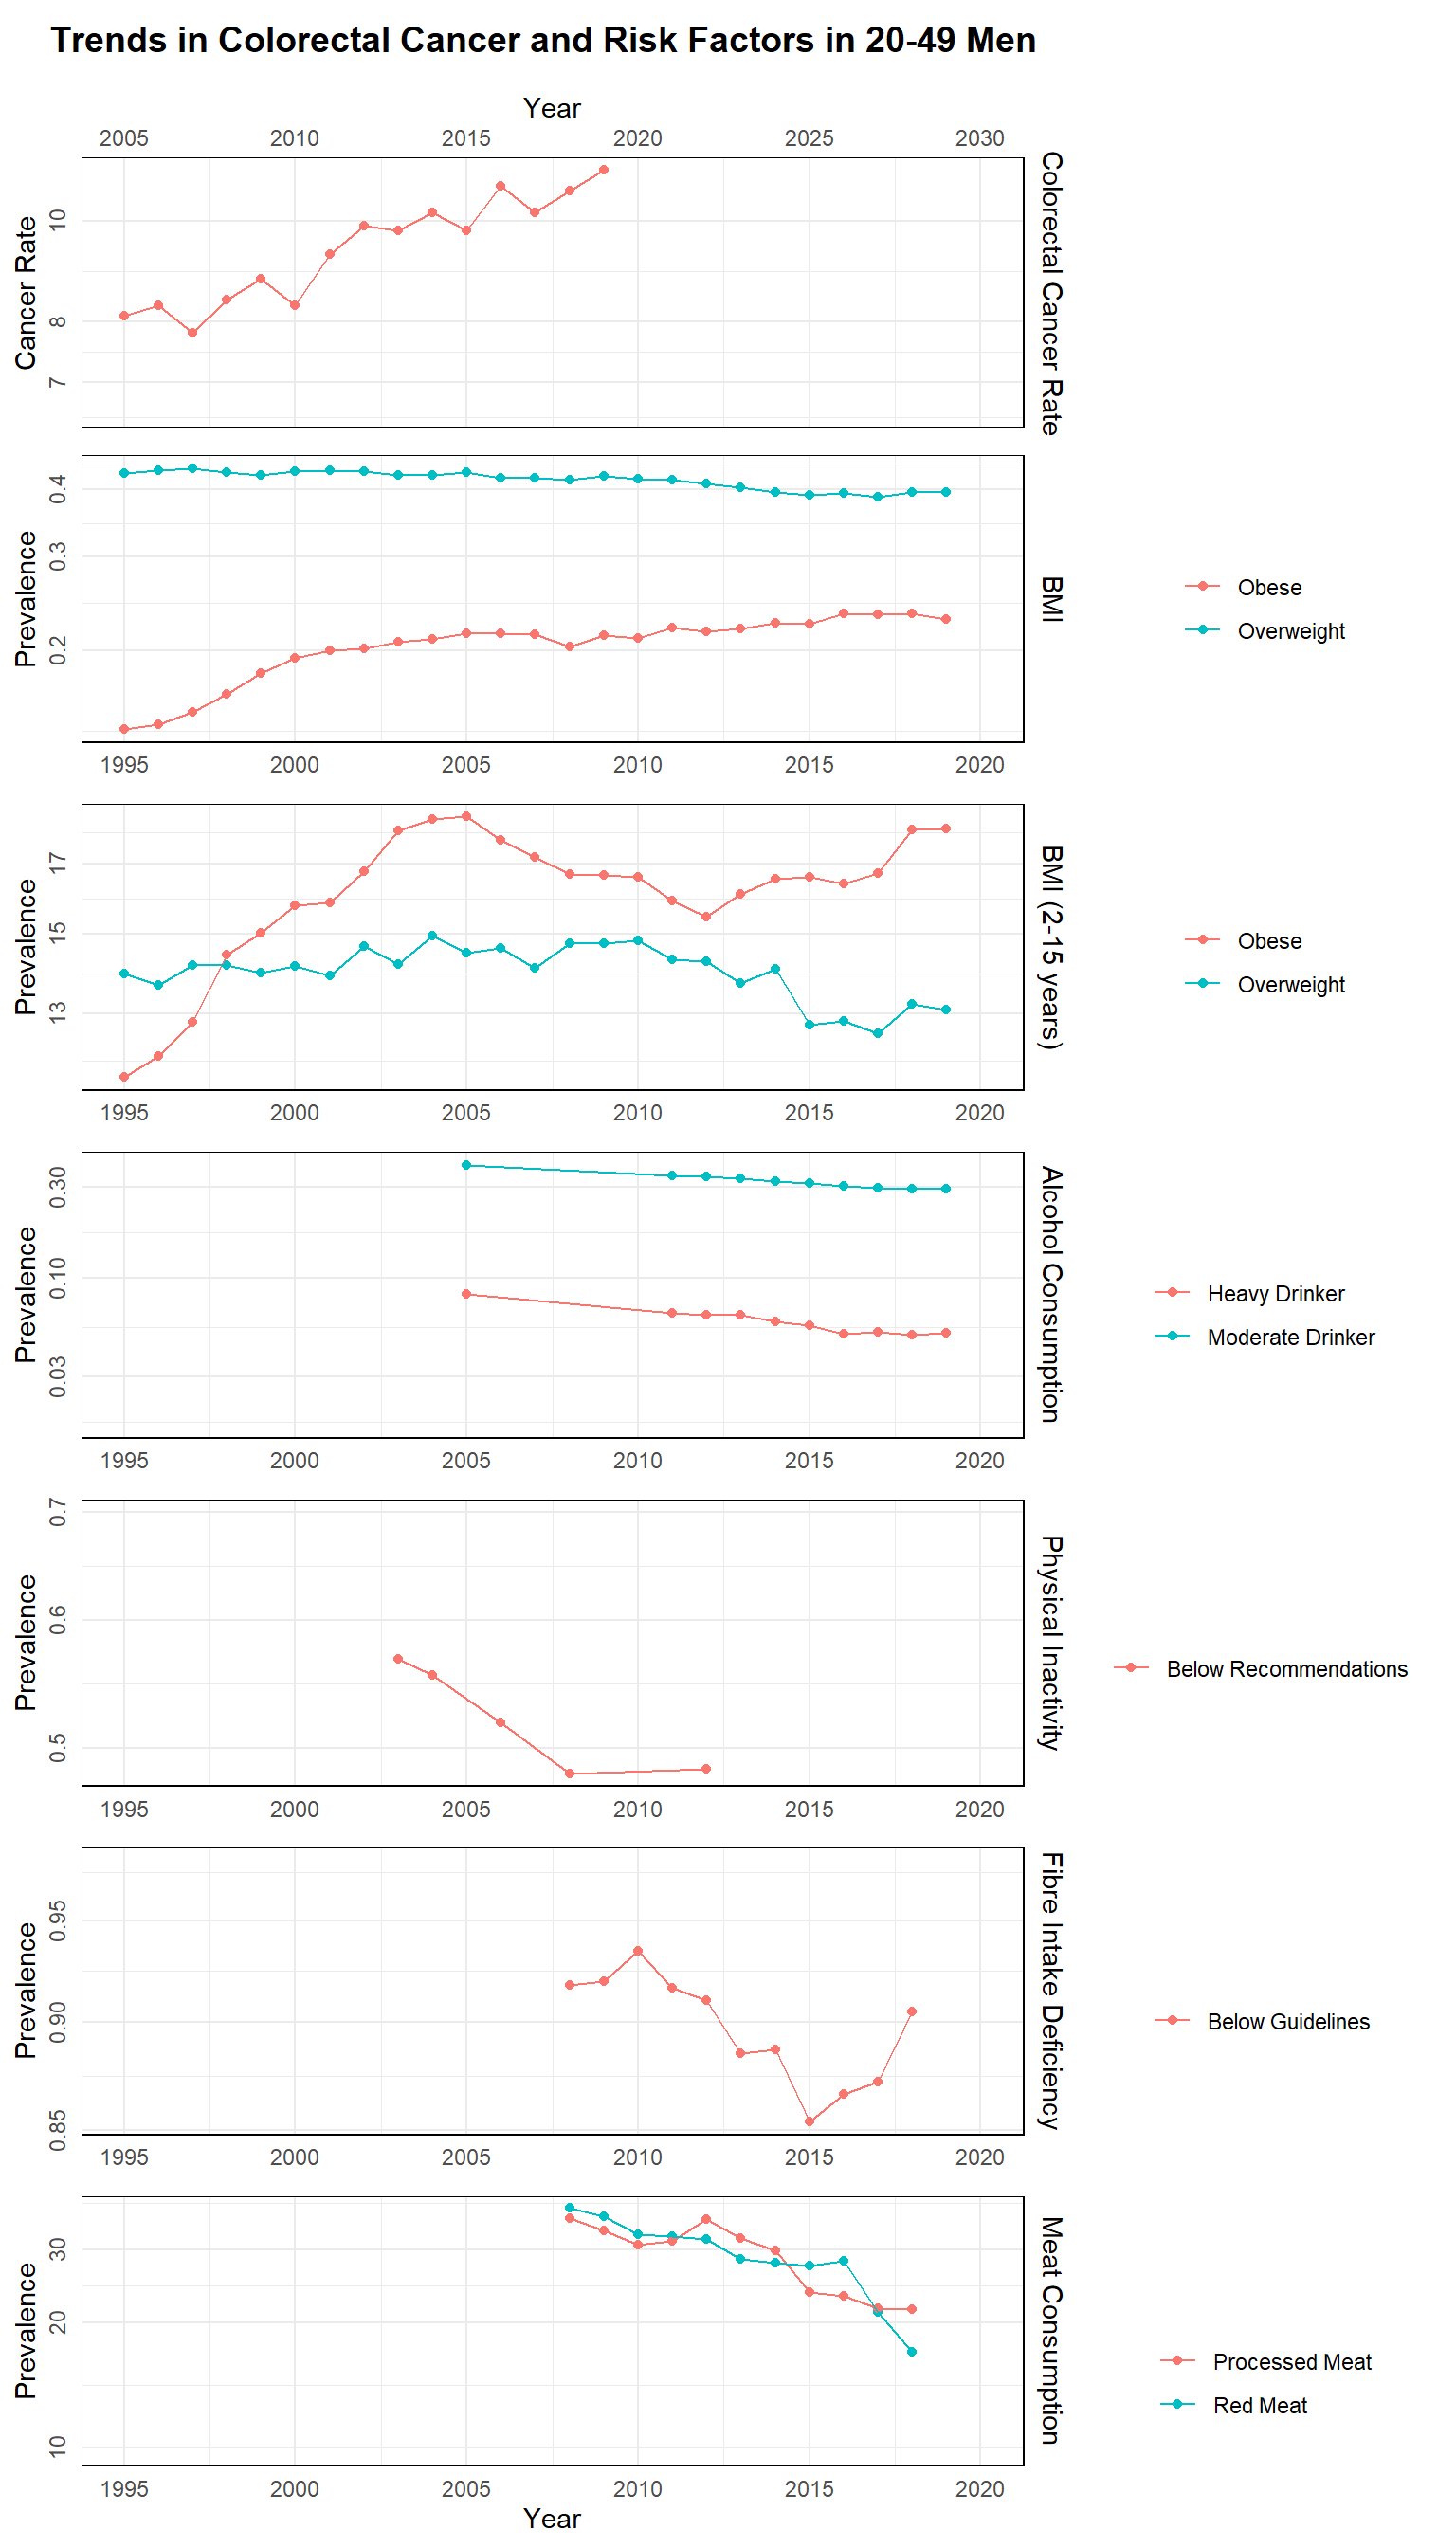 Trends in Colorectal Cancer and Risk Factors in 20-49 Men
Year
2005 2010 2015 2020 2025 2030
Cancer Rate
10
8
7
Colorectal Cancer Rate
Prevalence
0.4
0.3
0.2
BMI
Obese
Overweight
1995 2000 2005 2010 2015 2020
Prevalence
17
15
13
BMI (2-15 years)
Obese
Overweight
1995 2000 2005 2010 2015 2020
Prevalence
0.30
0.10
0.03
Alcohol Consumption
Heavy Drinker
Moderate Drinker
1995 2000 2005 2010 2015 2020
Prevalence
0.7
0.6
0.5
Physical Inactivity
Below Recommendations
1995 2000 2005 2010 2015 2020
Prevalence
0.95
0.90
0.85
Fibre Intake Deficiency
Below Guidelines
1995 2000 2005 2010 2015 2020
Prevalence
30
20
10
Meat Consumption
Processed Meat
Red Meat
1995 2000 2005 2010 2015 2020
Year